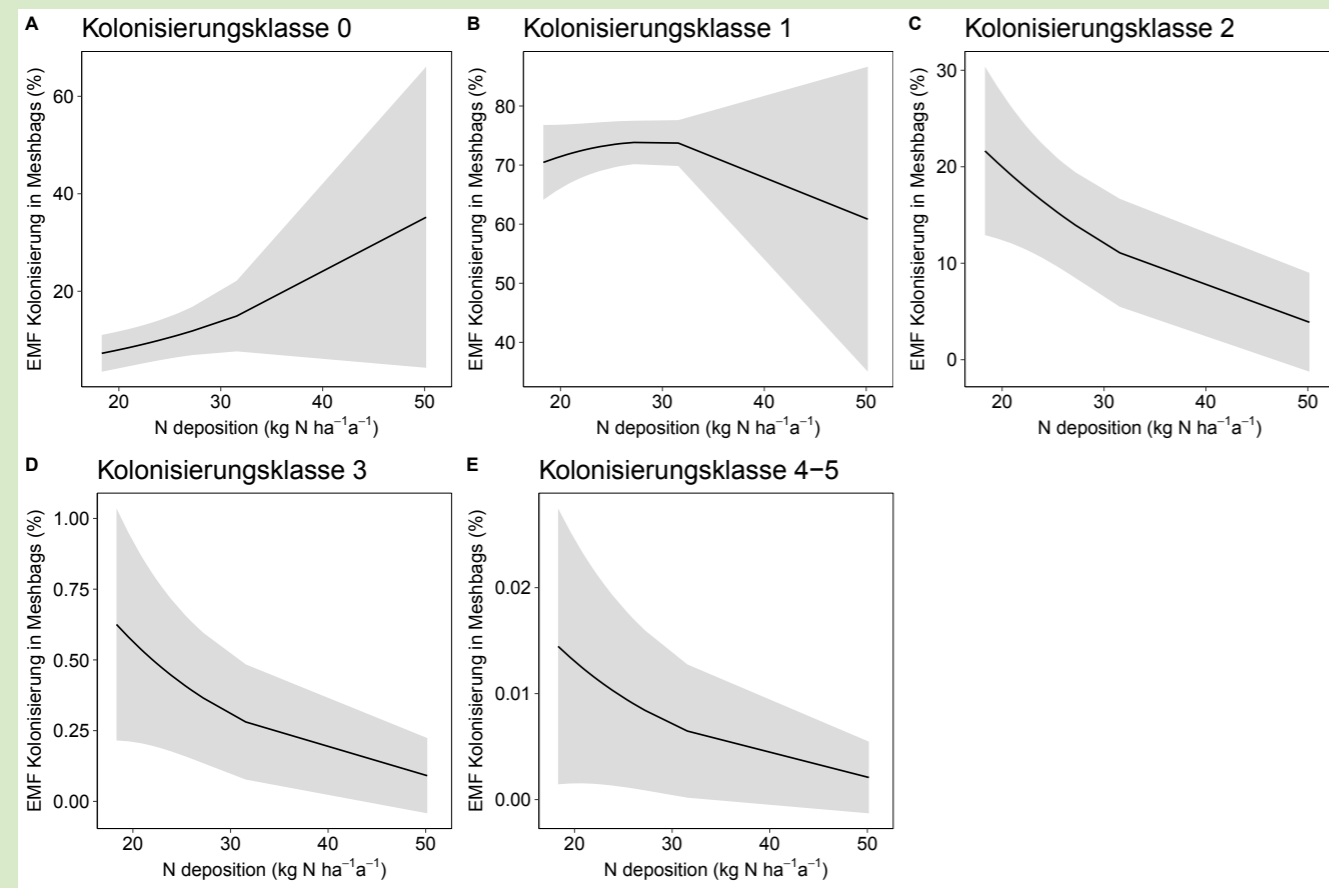 A Kolonisierungsklasse 0
EMF Kolonisierung in Meshbags (%)
60
40
20
20 30 40 50
N deposition (kg N ha⁻¹a⁻¹)
B Kolonisierungsklasse 1
EMF Kolonisierung in Meshbags (%)
80
70
60
50
40
20 30 40 50
N deposition (kg N ha⁻¹a⁻¹)
C Kolonisierungsklasse 2
EMF Kolonisierung in Meshbags (%)
30
20
10
0
20 30 40 50
N deposition (kg N ha⁻¹a⁻¹)
D Kolonisierungsklasse 3
EMF Kolonisierung in Meshbags (%)
1.00
0.75
0.50
0.25
0.00
20 30 40 50
N deposition (kg N ha⁻¹a⁻¹)
E Kolonisierungsklasse 4−5
EMF Kolonisierung in Meshbags (%)
0.02
0.01
0.00
20 30 40 50
N deposition (kg N ha⁻¹a⁻¹)